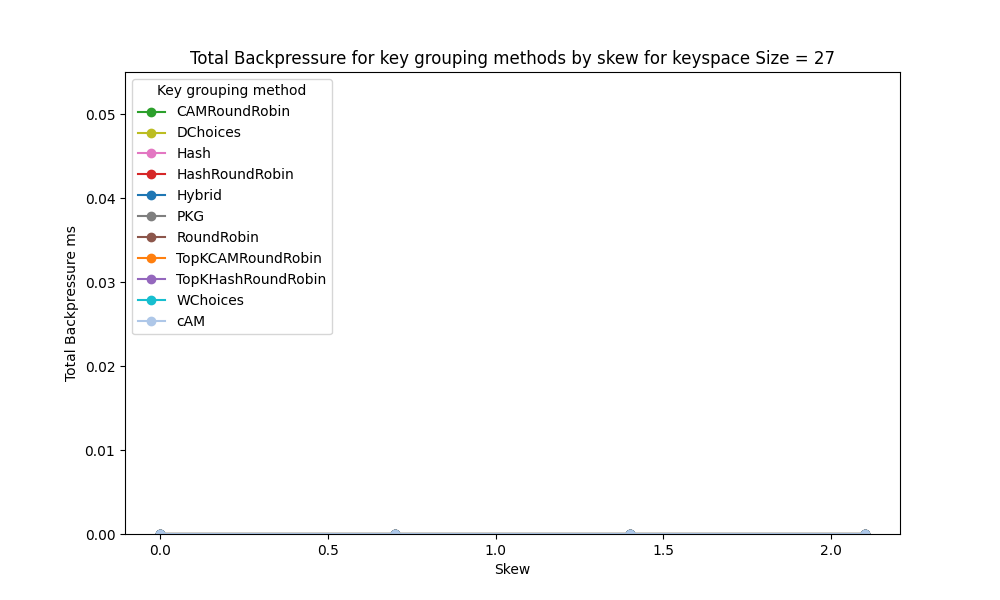 Total Backpressure for key grouping methods by skew for keyspace Size = 27
Key grouping method
CAMRoundRobin
DChoices
Hash
HashRoundRobin
Hybrid
PKG
RoundRobin
TopKCAMRoundRobin
TopKHashRoundRobin
WChoices
cAM
Total Backpressure ms
0.05
0.04
0.03
0.02
0.01
0.00
0.0 0.5 1.0 1.5 2.0
Skew